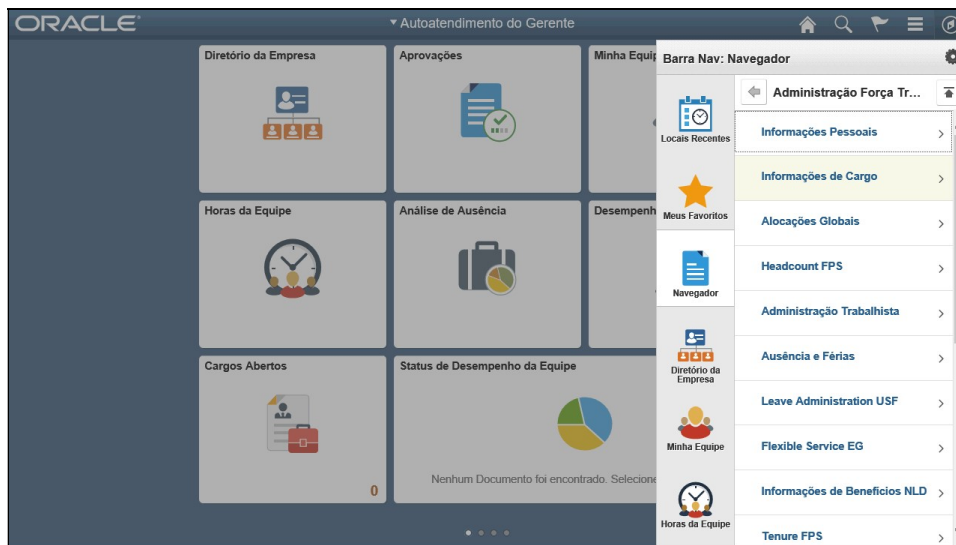 ORACLE
Autoatendimento do Gerente
Diretório da Empresa
Aprovações
Minha Equip
Horas da Equipe
Análise de Ausência
Desempenh
Cargos Abertos
0
Status de Desempenho da Equipe
Nenhum Documento foi encontrado. Selecione
Barra Nav: Navegador
Locais Recentes
Meus Favoritos
Navegador
Diretório da
Empresa
Minha Equipe
Horas da Equipe
Administração Força Tr...
Informações Pessoais
Informações de Cargo
Alocações Globais
Headcount FPS
Administração Trabalhista
Ausência e Férias
Leave Administration USF
Flexible Service EG
Informações de Benefícios NLD
Tenure FPS